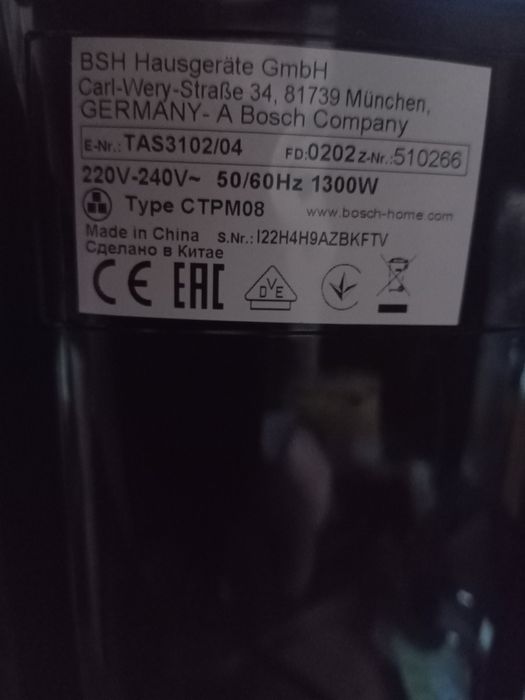 BSH Hausgeräte GmbH
Carl-Wery-Straße 34, 81739 München,
GERMANY- A Bosch Company
E-Nr.: TAS3102/04 FD:0202 Z-Nr.:510266
220V-240V~ 50/60Hz 1300W
Type CTPM08 www.bosch-home.com
Made in China S.Nr.: I22H4H9AZBKFTV
Сделано в Китае
CE EAC DVE